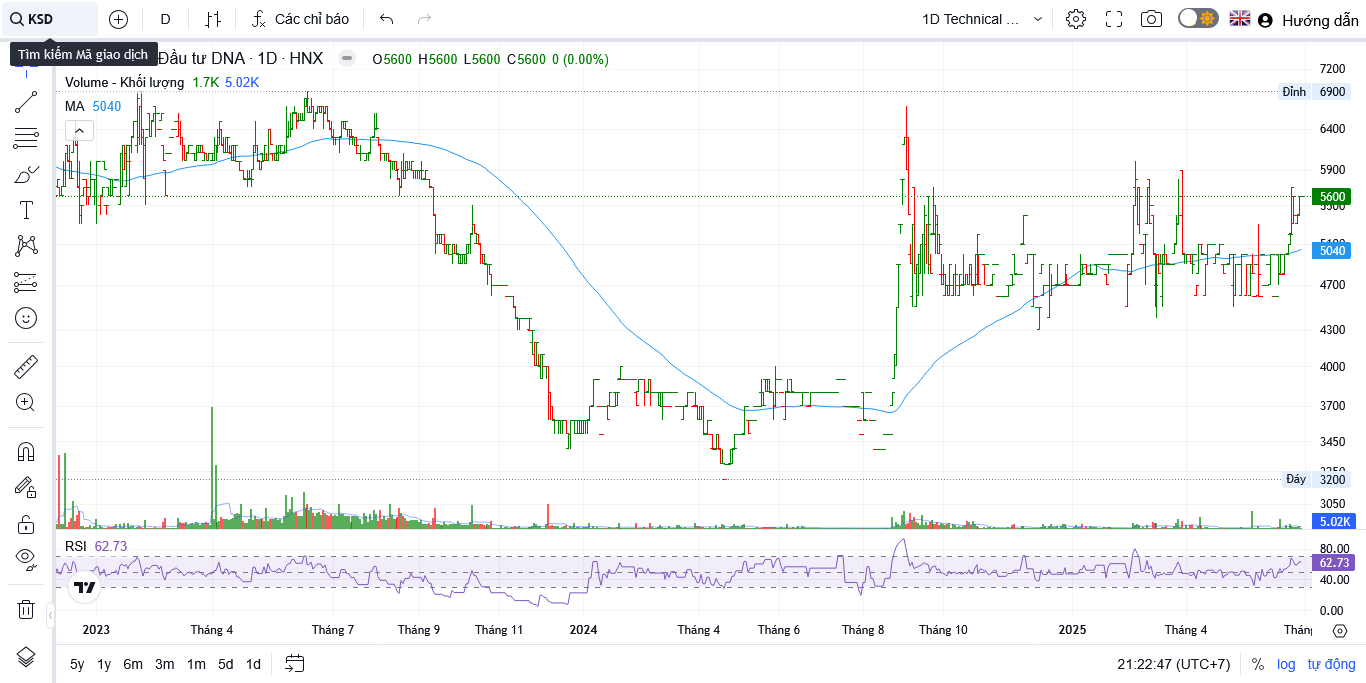 KSD D Các chỉ báo 1D Technical ... Hướng dẫn
Tìm kiếm Mã giao dịch
Đầu tư DNA · 1D · HNX O5600 H5600 L5600 C5600 0 (0.00%)
Volume - Khối lượng 1.7K 5.02K
MA 5040
7200
Đỉnh 6900
6400
5900
5600
5500
5100
5040
4700
4300
4000
3700
3450
3250
Đáy 3200
3050
5.02K
RSI 62.73
80.00
62.73
40.00
0.00
2023 Tháng 4 Tháng 7 Tháng 9 Tháng 11 2024 Tháng 4 Tháng 6 Tháng 8 Tháng 10 2025 Tháng 4 Tháng
5y 1y 6m 3m 1m 5d 1d 21:22:47 (UTC+7) % log tự động